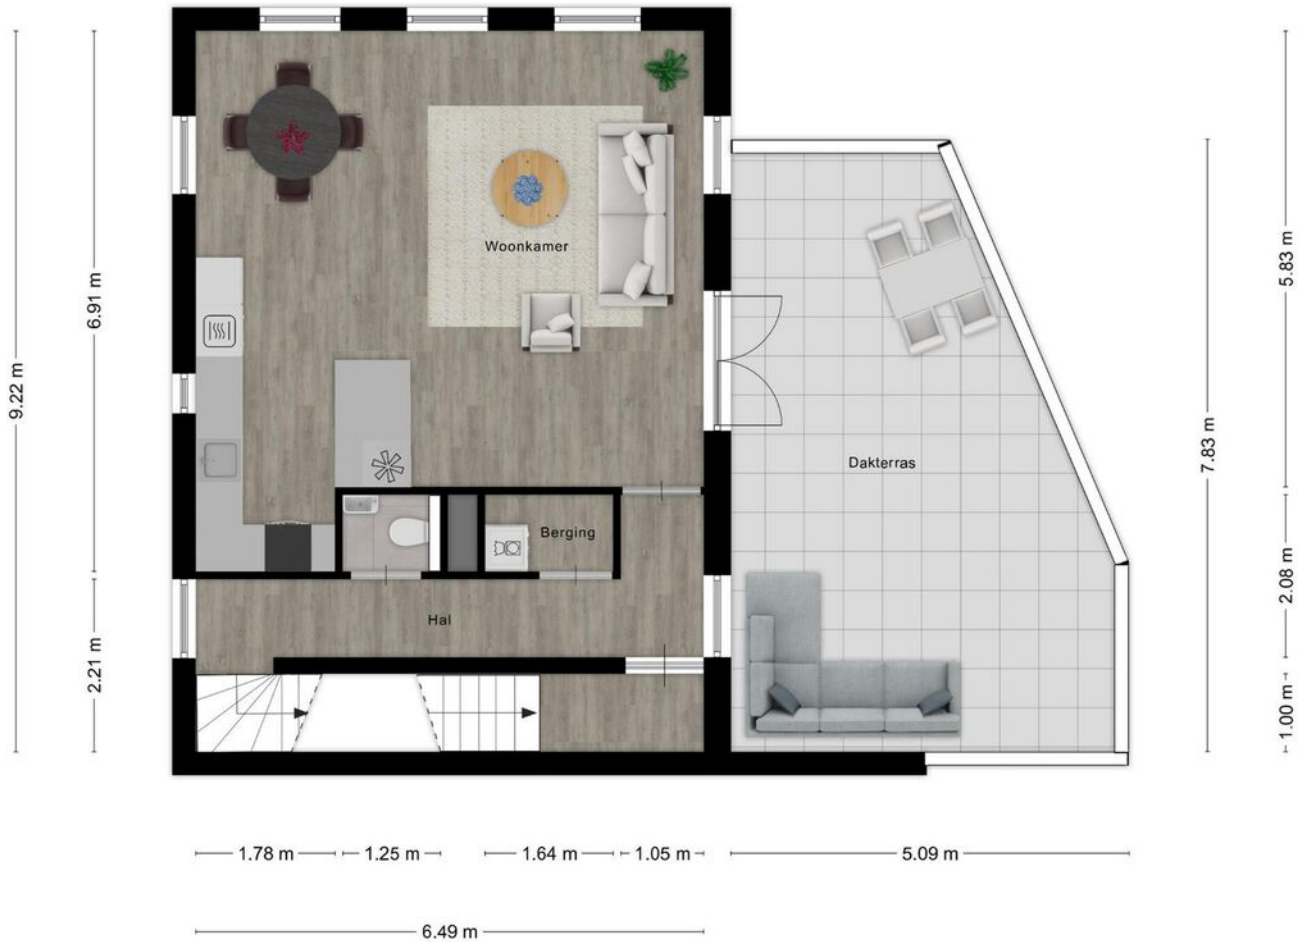 Woonkamer
Dakterras
Berging
Hal
9.22 m
6.91 m
2.21 m
5.83 m
7.83 m
2.08 m
1.00 m
1.78 m
1.25 m
1.64 m
1.05 m
5.09 m
6.49 m